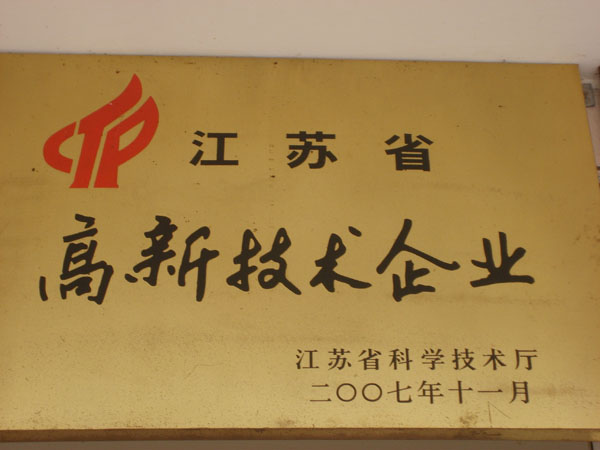 江苏省
高新技术企业
江苏省科学技术厅
二〇〇七年十一月